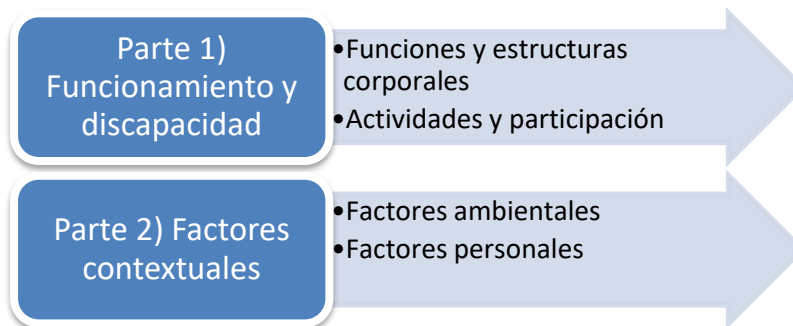 Parte 1)
Funcionamiento y
discapacidad
•Funciones y estructuras
corporales
•Actividades y participación
Parte 2) Factores
contextuales
•Factores ambientales
•Factores personales